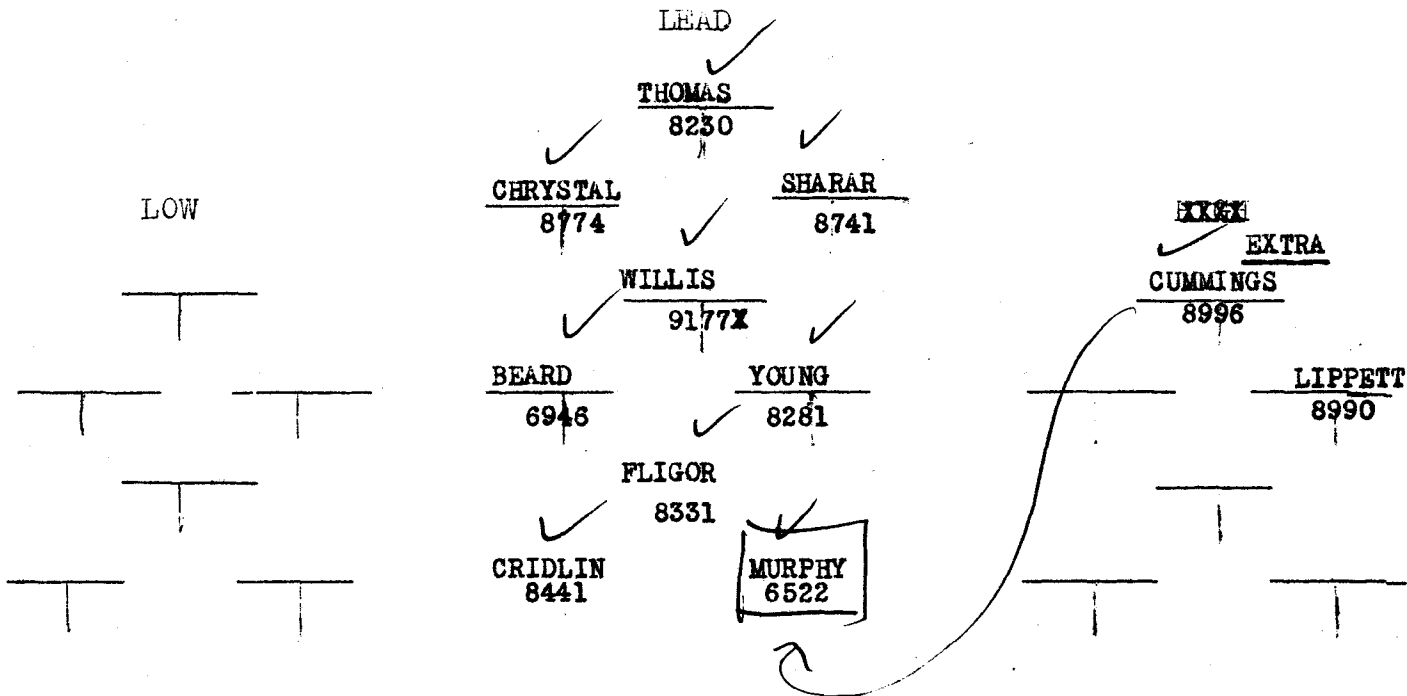 LEAD
THOMAS
8230
CHRYSTAL
8774
SHARAR
8741
LOW
WILLIS
9177X
EXTRA
CUMMINGS
8996
BEARD
6946
YOUNG
8281
LIPPETT
8990
FLIGOR
8331
CRIDLIN
8441
MURPHY
6522